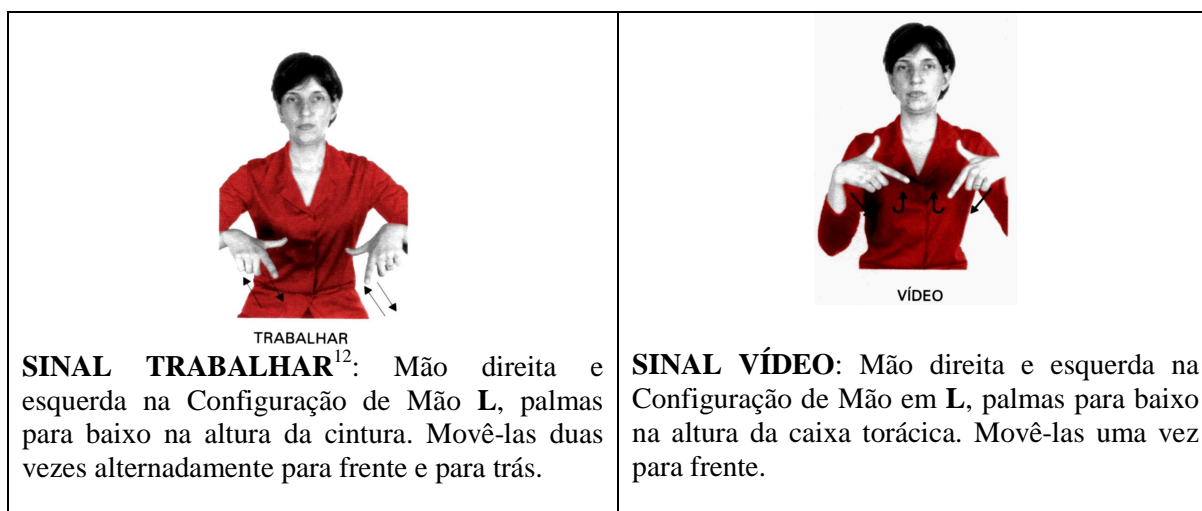 TRABALHAR
SINAL TRABALHAR12: Mão direita e
esquerda na Configuração de Mão L, palmas
para baixo na altura da cintura. Movê-las duas
vezes alternadamente para frente e para trás.
VÍDEO
SINAL VÍDEO: Mão direita e esquerda na
Configuração de Mão em L, palmas para baixo
na altura da caixa torácica. Movê-las uma vez
para frente.